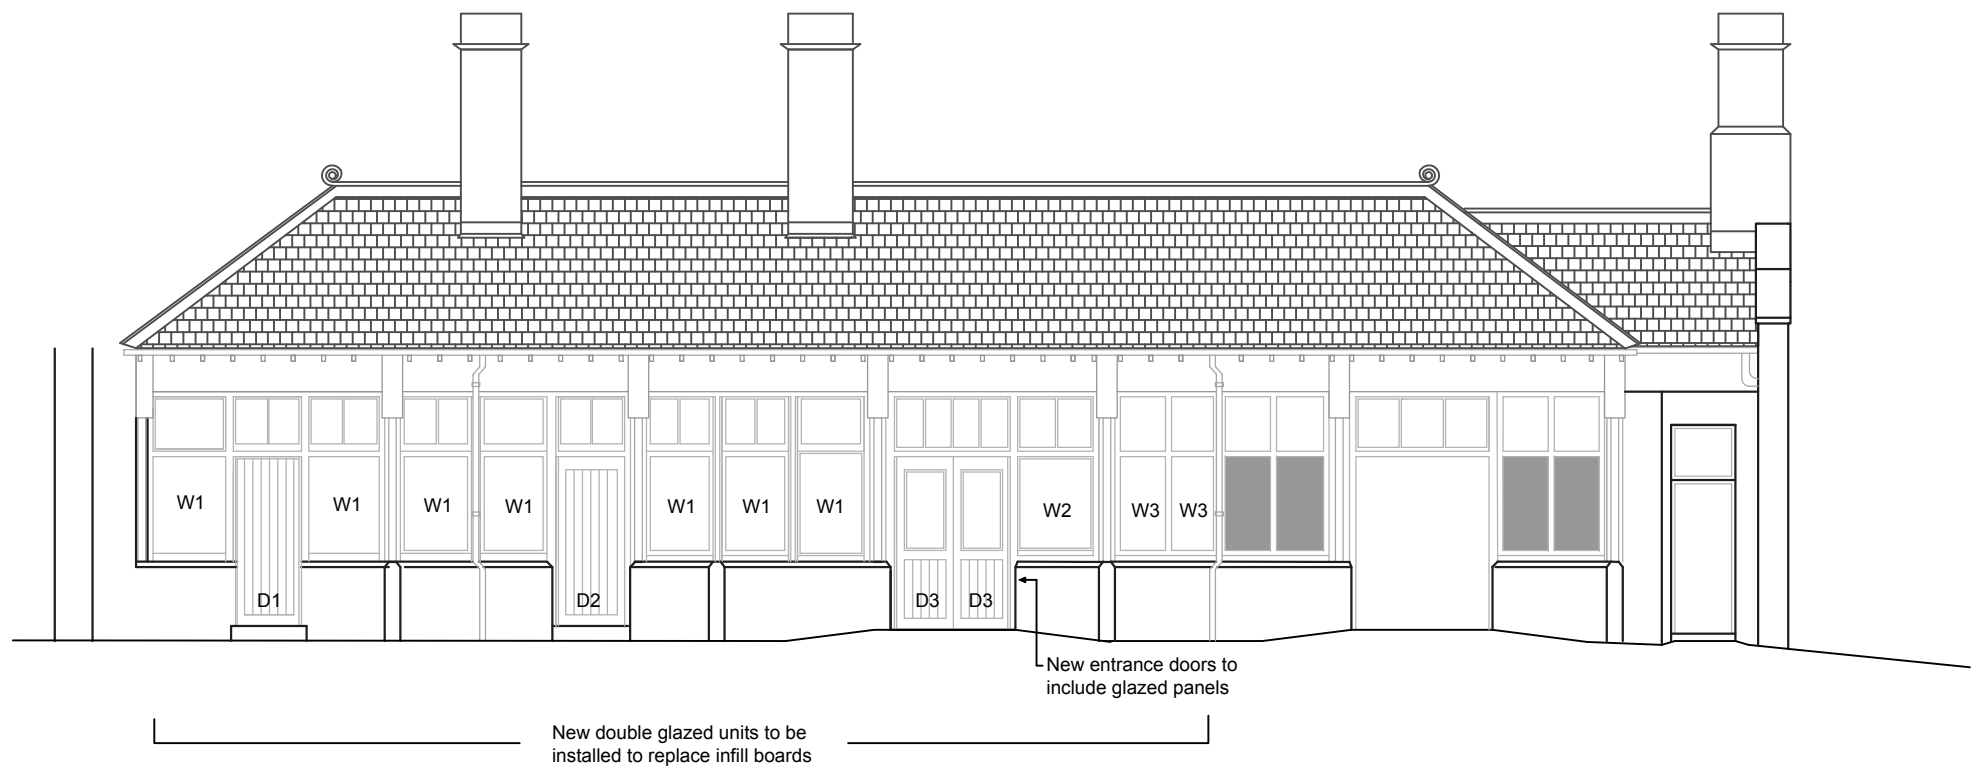 W1
W1
W1
W1
W1
W1
W1
W2
W3
W3
D1
D2
D3
D3
New entrance doors to
include glazed panels
New double glazed units to be
installed to replace infill boards